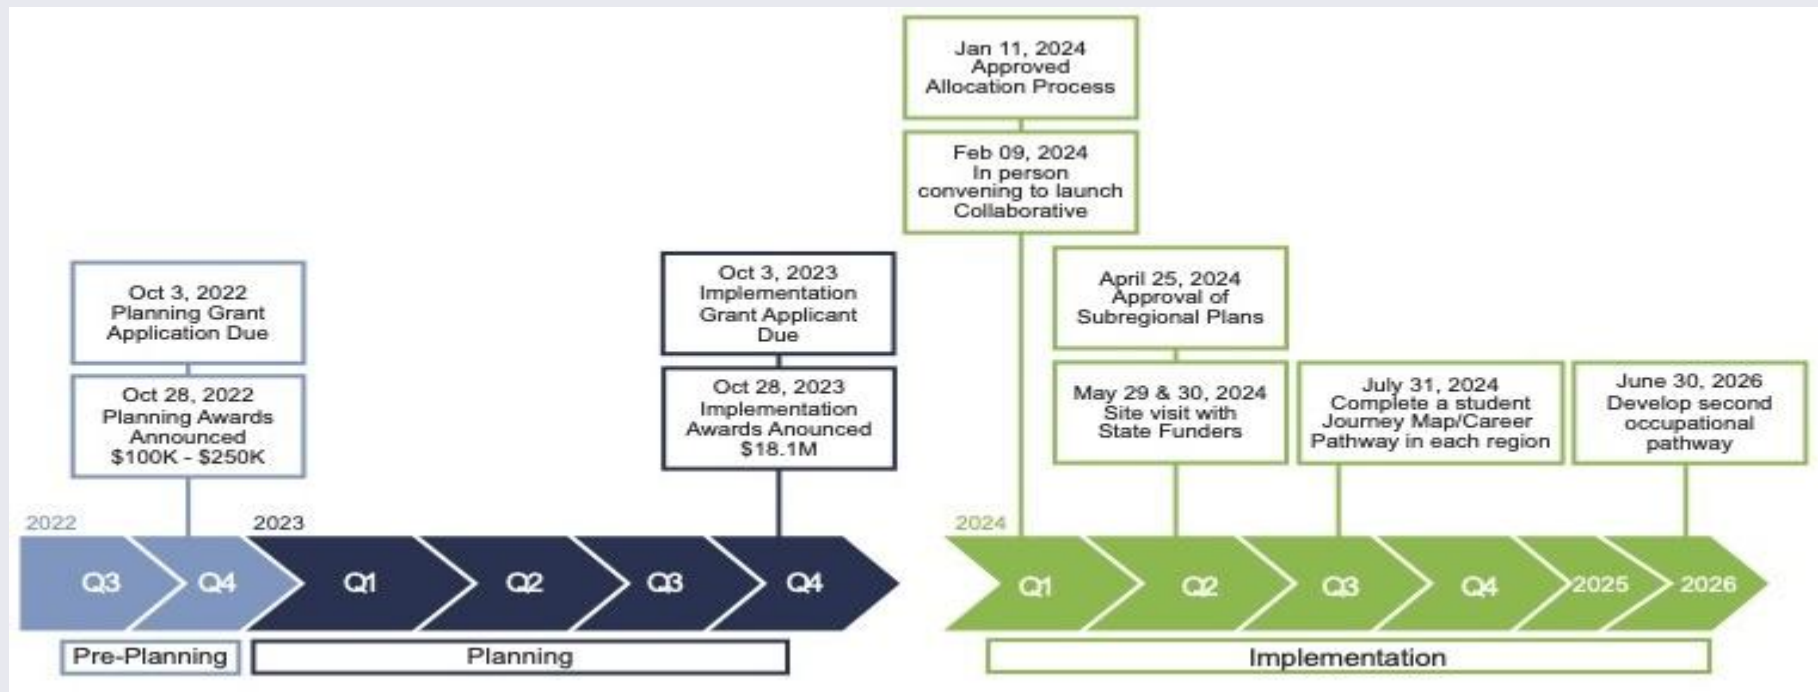 Jan 11, 2024
Approved
Allocation Process
Feb 09, 2024
In person
convening to launch
Collaborative
Oct 3, 2022
Planning Grant
Application Due
Oct 28, 2022
Planning Awards
Announced
$100K - $250K
Oct 3, 2023
Implementation
Grant Applicant
Due
Oct 28, 2023
Implementation
Awards Anounced
$18.1M
April 25, 2024
Approval of
Subregional Plans
May 29 & 30, 2024
Site visit with
State Funders
July 31, 2024
Complete a student
Journey Map/Career
Pathway in each region
June 30, 2026
Develop second
occupational
pathway
2022
2023
2024
Q3
Q4
Q1
Q2
Q3
Q4
Q1
Q2
Q3
Q4
2025
2026
Pre-Planning
Planning
Implementation